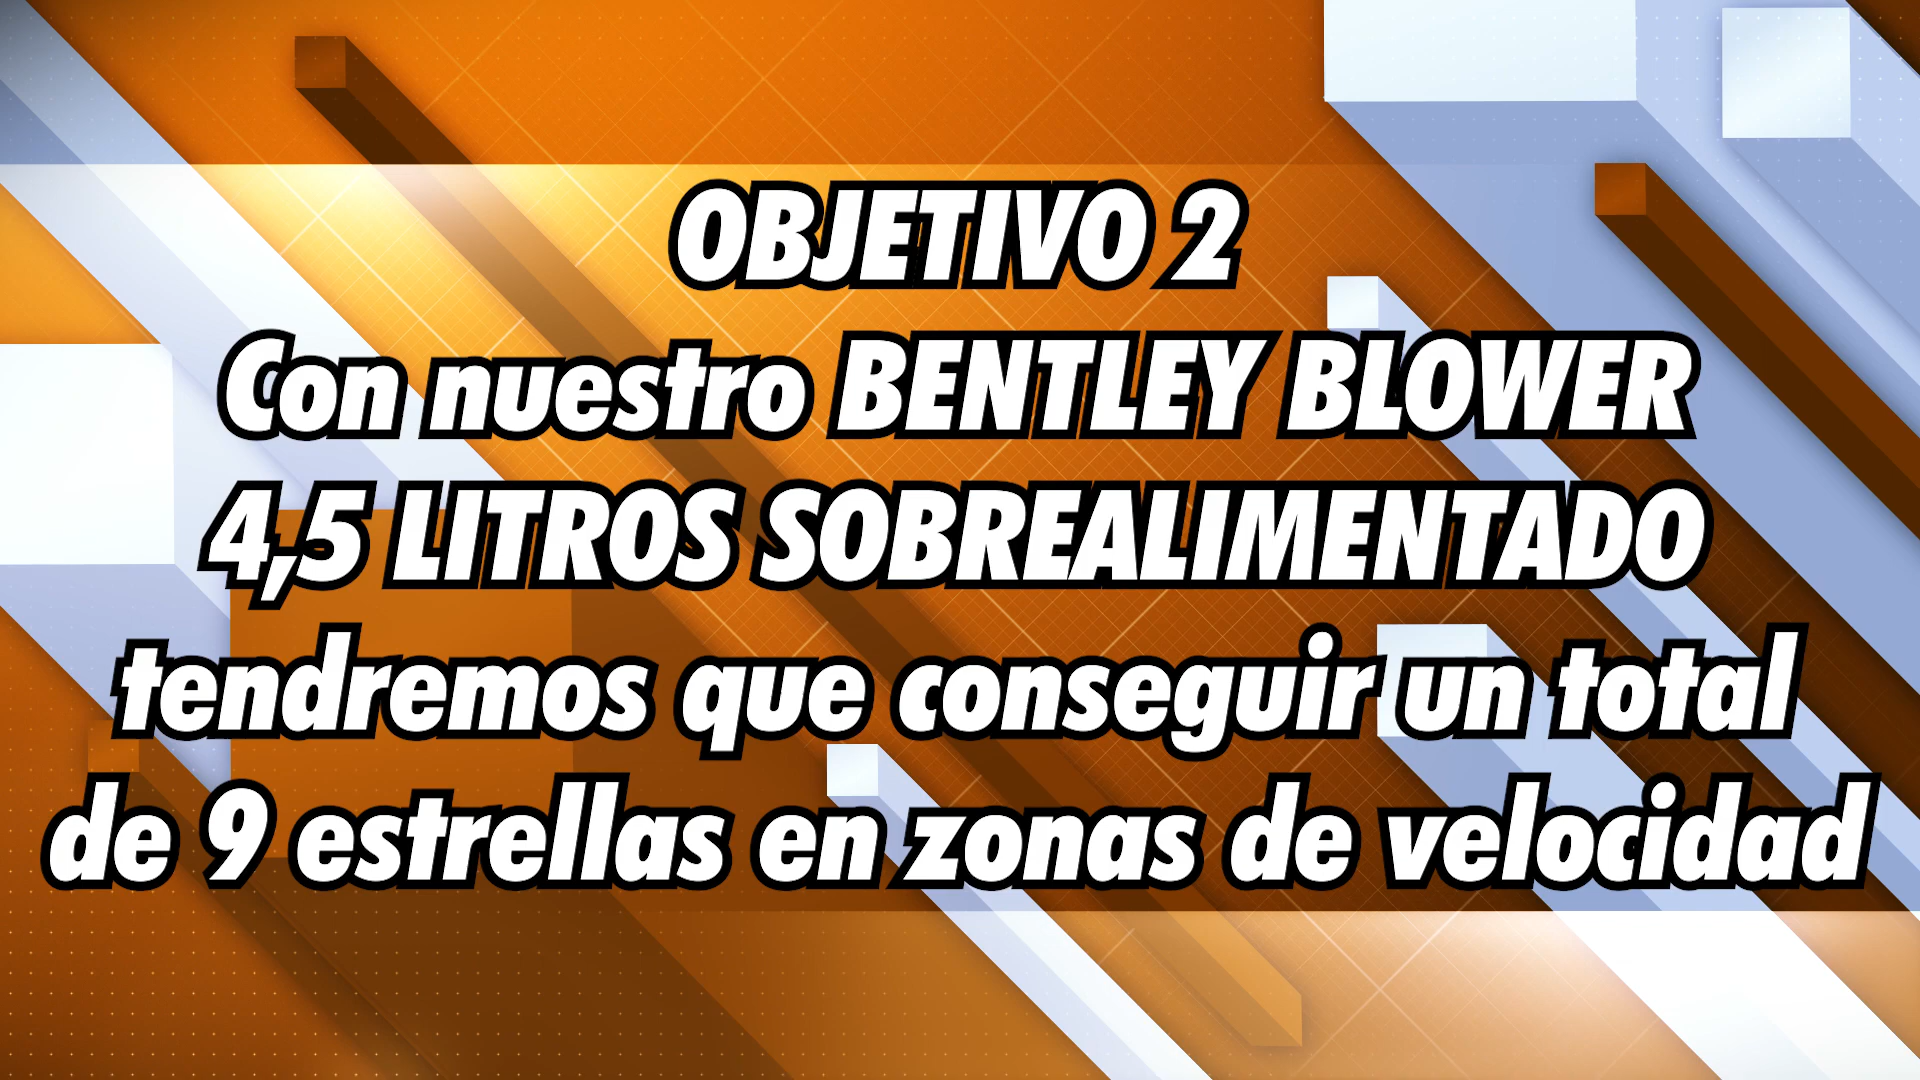 OBJETIVO 2
Con nuestro BENTLEY BLOWER
4,5 LITROS SOBREALIMENTADO
tendremos que conseguir un total
de 9 estrellas en zonas de velocidad